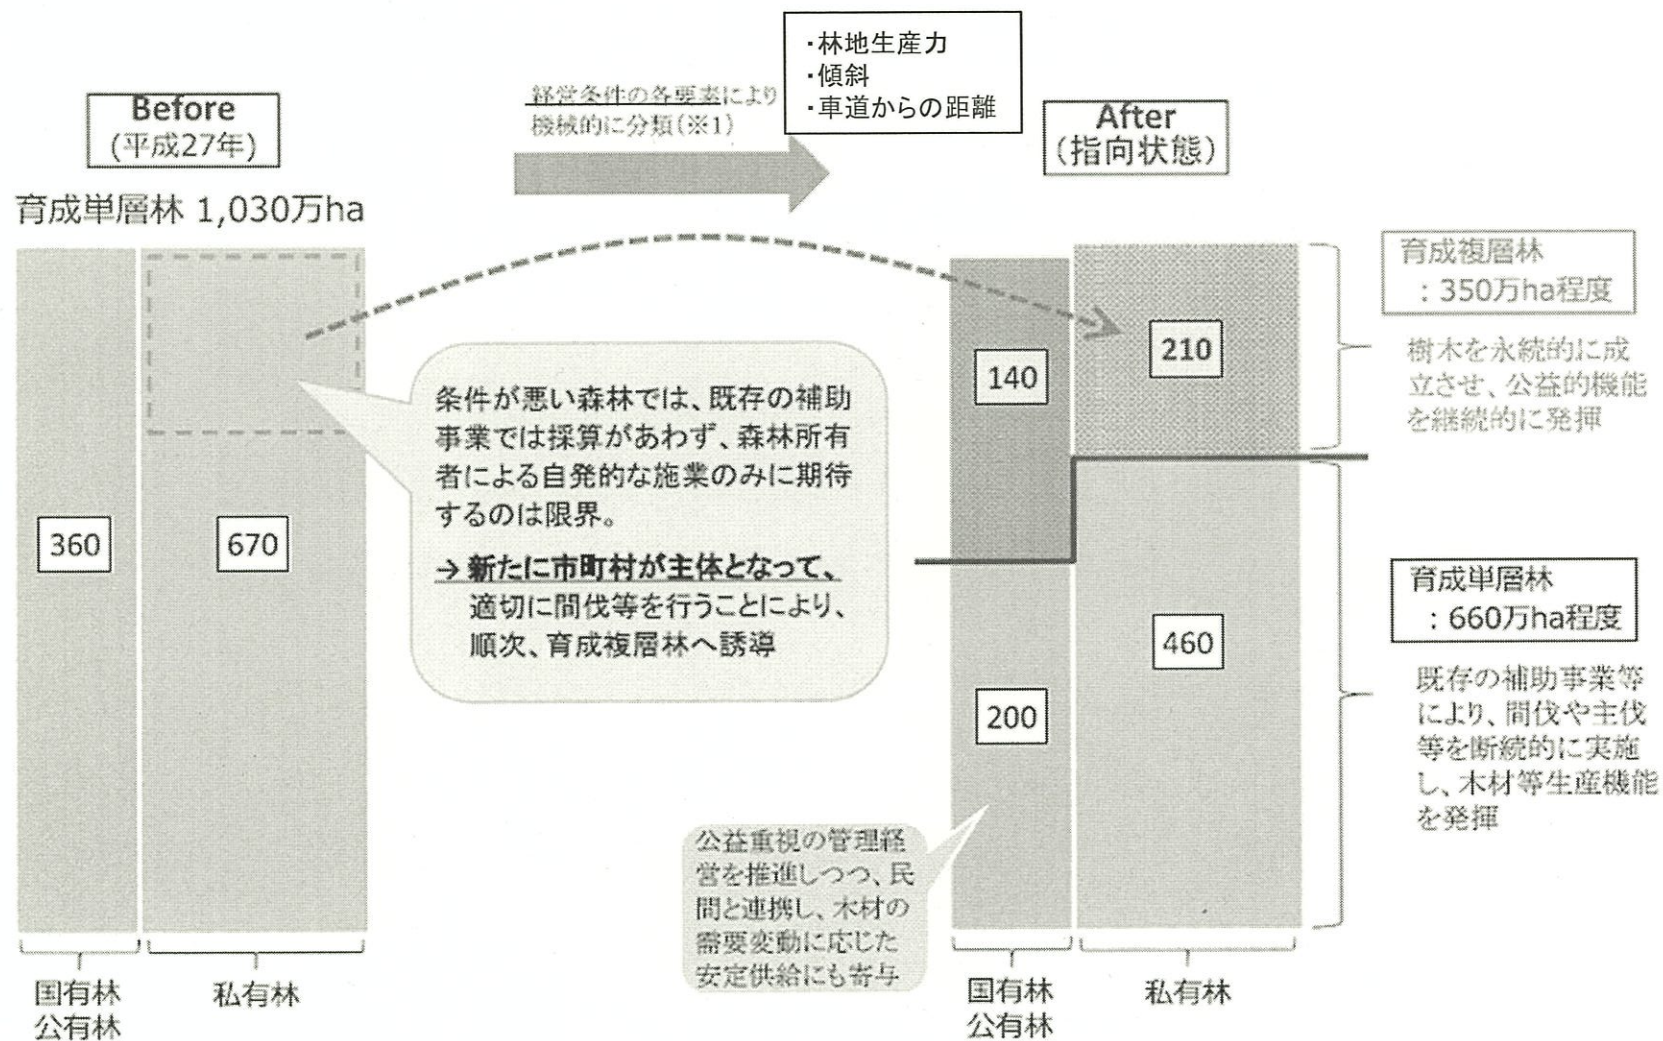 Before
(平成27年)
育成単層林 1,030万ha
360
670
国有林
公有林
私有林
経営条件の各要素により
機械的に分類(※1)
・林地生産力
・傾斜
・車道からの距離
条件が悪い森林では、既存の補助
事業では採算があわず、森林所有
者による自発的な施業のみに期待
するのは限界。
→ 新たに市町村が主体となって、
適切に間伐等を行うことにより、
順次、育成複層林へ誘導
After
(指向状態)
140
210
200
460
公益重視の管理経
営を推進しつつ、民
間と連携し、木材の
需要変動に応じた
安定供給にも寄与
国有林
公有林
私有林
育成複層林
：350万ha程度
樹木を永続的に成
立させ、公益的機能
を継続的に発揮
育成単層林
：660万ha程度
既存の補助事業等
により、間伐や主伐
等を断続的に実施
し、木材等生産機能
を発揮